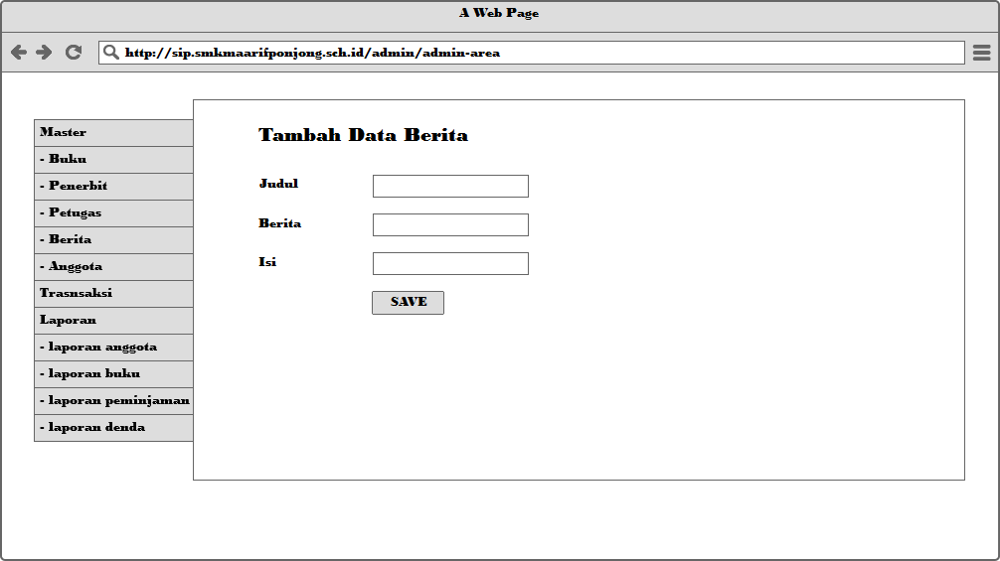 A Web Page
http://sip.smkmaarifponjong.sch.id/admin/admin-area
Master
- Buku
- Penerbit
- Petugas
- Berita
- Anggota
Trasnsaksi
Laporan
- laporan anggota
- laporan buku
- laporan peminjaman
- laporan denda
Tambah Data Berita
Judul
Berita
Isi
SAVE